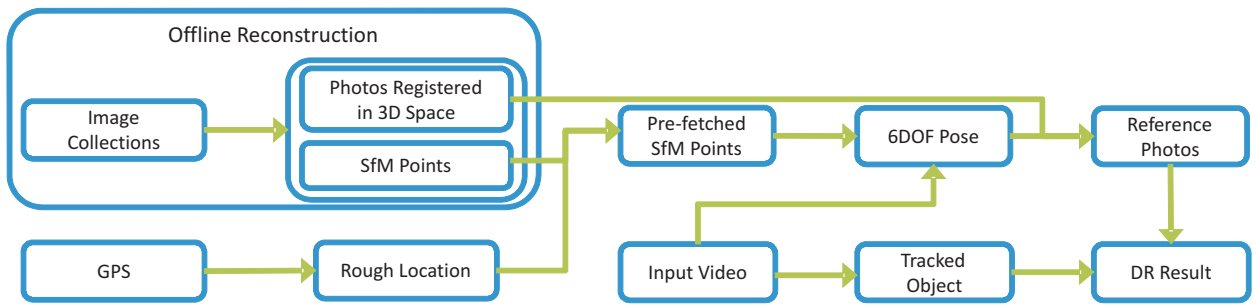 Offline Reconstruction
Image
Collections
Photos Registered
in 3D Space
SfM Points
Pre-fetched
SfM Points
6DOF Pose
Reference
Photos
GPS
Rough Location
Input Video
Tracked
Object
DR Result